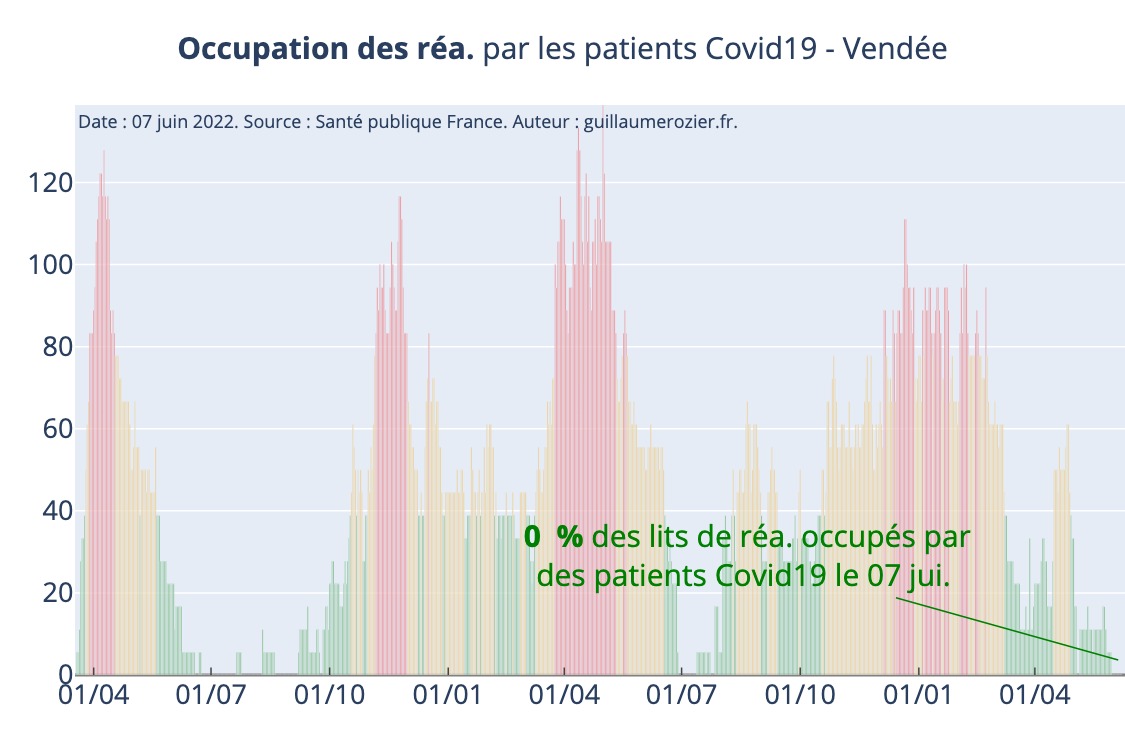 Occupation des réa. par les patients Covid19 - Vendée
Date : 07 juin 2022. Source : Santé publique France. Auteur : guillaumerozier.fr.
120
100
80
60
40
20
0
0 % des lits de réa. occupés par
des patients Covid19 le 07 jui.
01/04 01/07 01/10 01/01 01/04 01/07 01/10 01/01 01/04